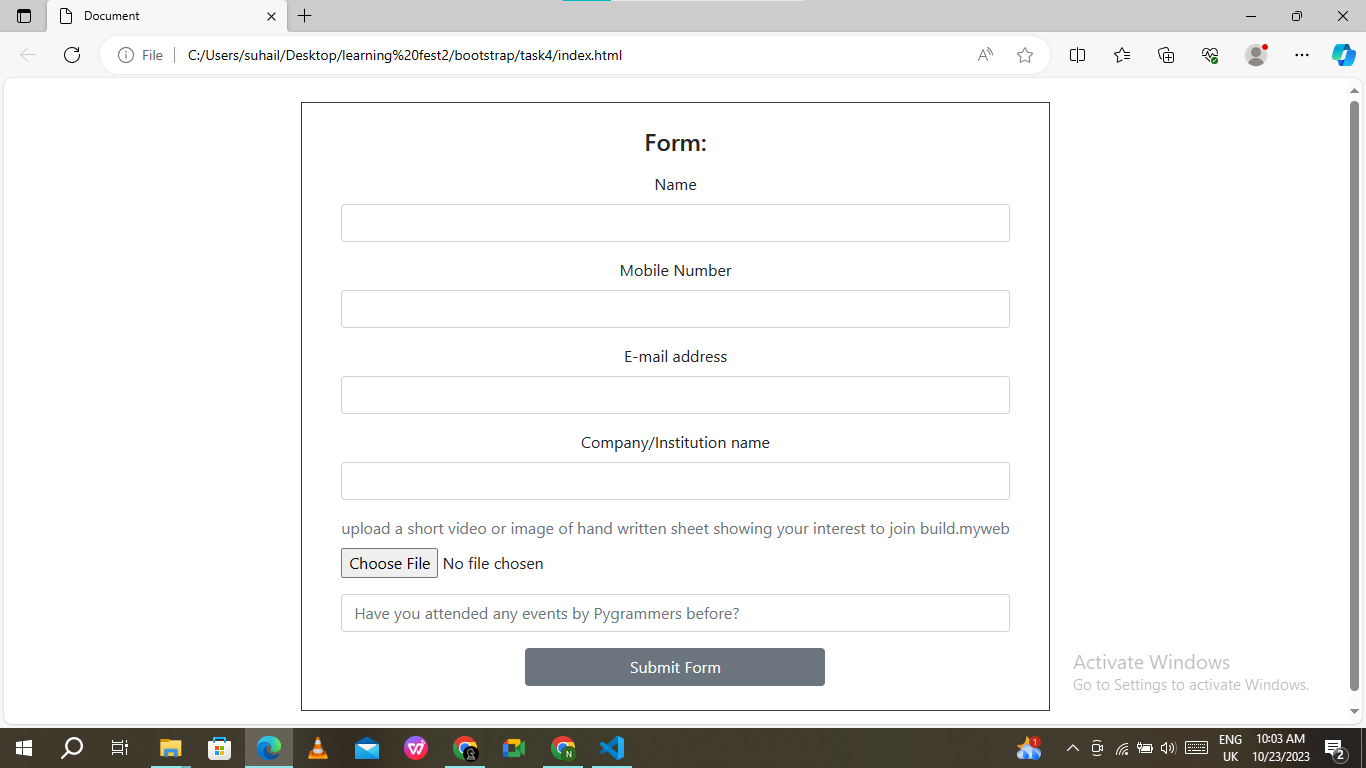 Document
File
C:/Users/suhail/Desktop/learning%20fest2/bootstrap/task4/index.html
Form:
Name
Mobile Number
E-mail address
Company/Institution name
upload a short video or image of hand written sheet showing your interest to join build.myweb
Choose File No file chosen
Have you attended any events by Pygrammers before?
Submit Form
Activate Windows
Go to Settings to activate Windows.
1
ENG
UK
10:03 AM
10/23/2023
2